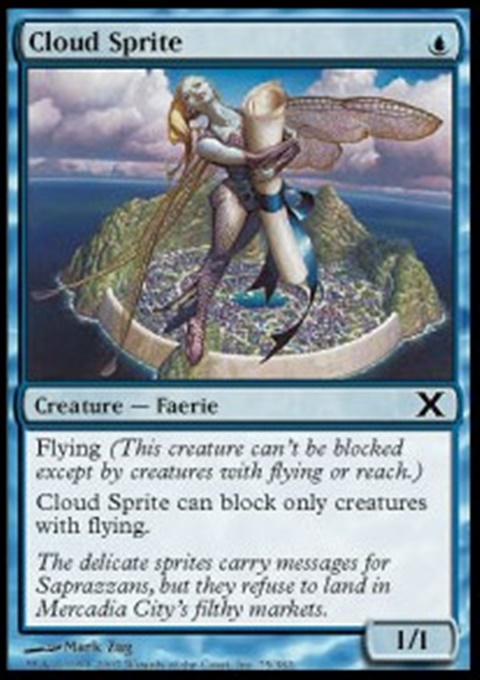 Cloud Sprite
Creature — Faerie
Flying (This creature can't be blocked
except by creatures with flying or reach.)
Cloud Sprite can block only creatures
with flying.
The delicate sprites carry messages for
Saprazzans, but they refuse to land in
Mercadia City's filthy markets.
1/1
Mark Zug